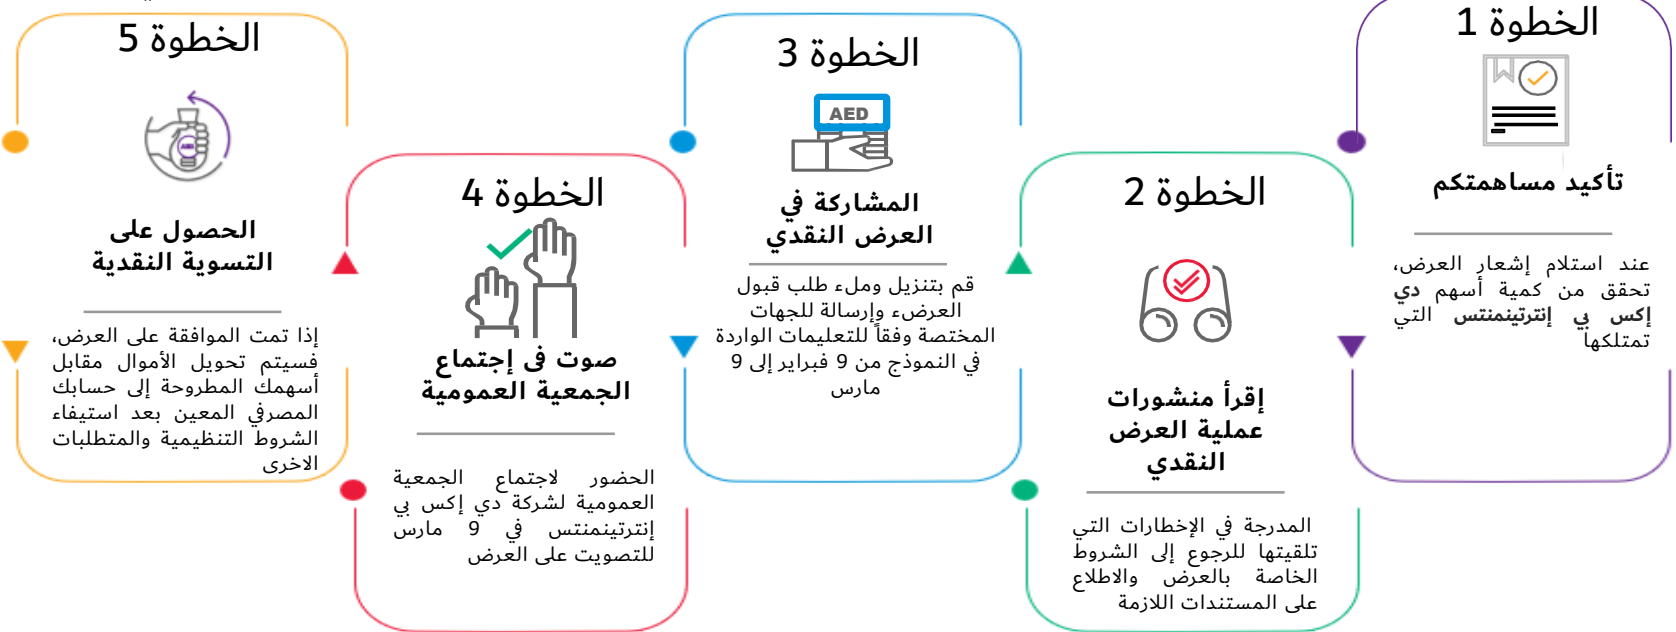 الخطوة 1
تأكيد مساهمتكم
عند استلام إشعار العرض،
تحقق من كمية أسهم دي
إكس بي إنترتينمنتس التي
تمتلكها
الخطوة 2
إقرأ منشورات
عملية العرض
النقدي
المدرجة في الإخطارات التي
تلقيتها للرجوع إلى الشروط
الخاصة بالعرض والاطلاع
على المستندات اللازمة
الخطوة 3
AED
المشاركة في
العرض النقدي
قم بتنزيل وملء طلب قبول
العرضء وإرسالة للجهات
المختصة وفقاً للتعليمات الواردة
في النموذج من 9 فبراير إلى 9
مارس
الخطوة 4
صوت فى إجتماع
الجمعية العمومية
الحضور لاجتماع الجمعية
العمومية لشركة دي إكس بي
إنترتينمنتس في 9 مارس
للتصويت على العرض
الخطوة 5
AED
الحصول على
التسوية النقدية
إذا تمت الموافقة على العرض،
فسيتم تحويل الأموال مقابل
أسهمك المطروحة إلى حسابك
المصرفي المعين بعد استيفاء
الشروط التنظيمية والمتطلبات
الاخرى